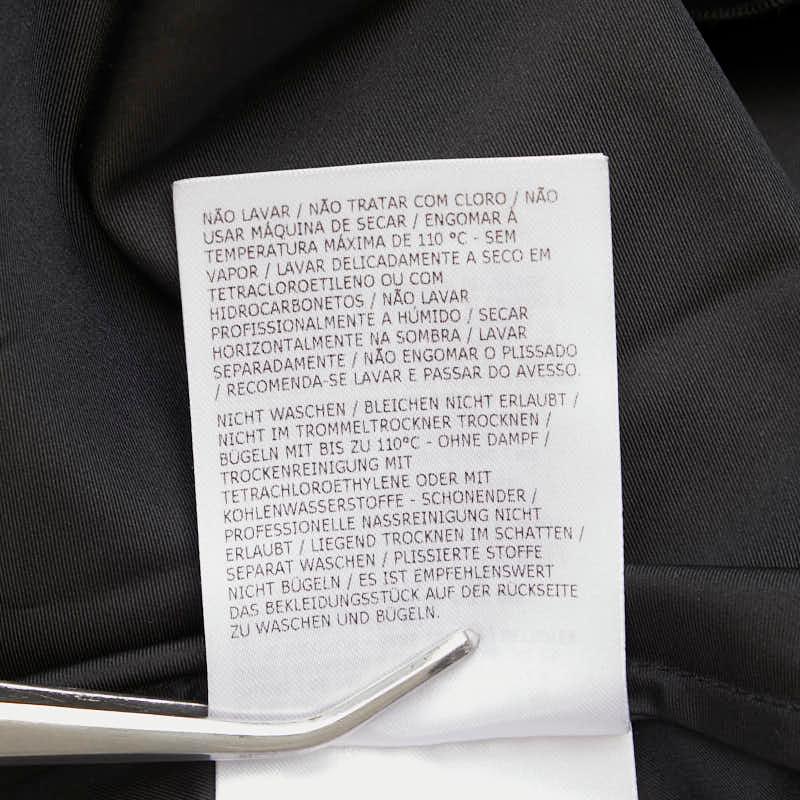 NÃO LAVAR / NÃO TRATAR COM CLORO / NÃO
USAR MÁQUINA DE SECAR / ENGOMAR Á
TEMPERATURA MÁXIMA DE 110 °C - SEM
VAPOR / LAVAR DELICADAMENTE A SECO EM
TETRACLOROETILENO OU COM
HIDROCARBONETOS / NÃO LAVAR
PROFISSIONALMENTE A HÚMIDO / SECAR
HORIZONTALMENTE NA SOMBRA / LAVAR
SEPARADAMENTE / NÃO ENGOMAR O PLISSADO
/ RECOMENDA-SE LAVAR E PASSAR DO AVESSO.
NICHT WASCHEN / BLEICHEN NICHT ERLAUBT /
NICHT IM TROMMELTROCKNER TROCKNEN /
BÜGELN MIT BIS ZU 110°C - OHNE DAMPF /
TROCKENREINIGUNG MIT
TETRACHLOROETHYLENE ODER MIT
KOHLENWASSERSTOFFE - SCHONENDER /
PROFESSIONELLE NASSREINIGUNG NICHT
ERLAUBT / LIEGEND TROCKNEN IM SCHATTEN /
SEPARAT WASCHEN / PLISSIERTE STOFFE
NICHT BÜGELN / ES IST EMPFEHLENSWERT
DAS BEKLEIDUNGSSTÜCK AUF DER RÜCKSEITE
ZU WASCHEN UND BÜGELN.